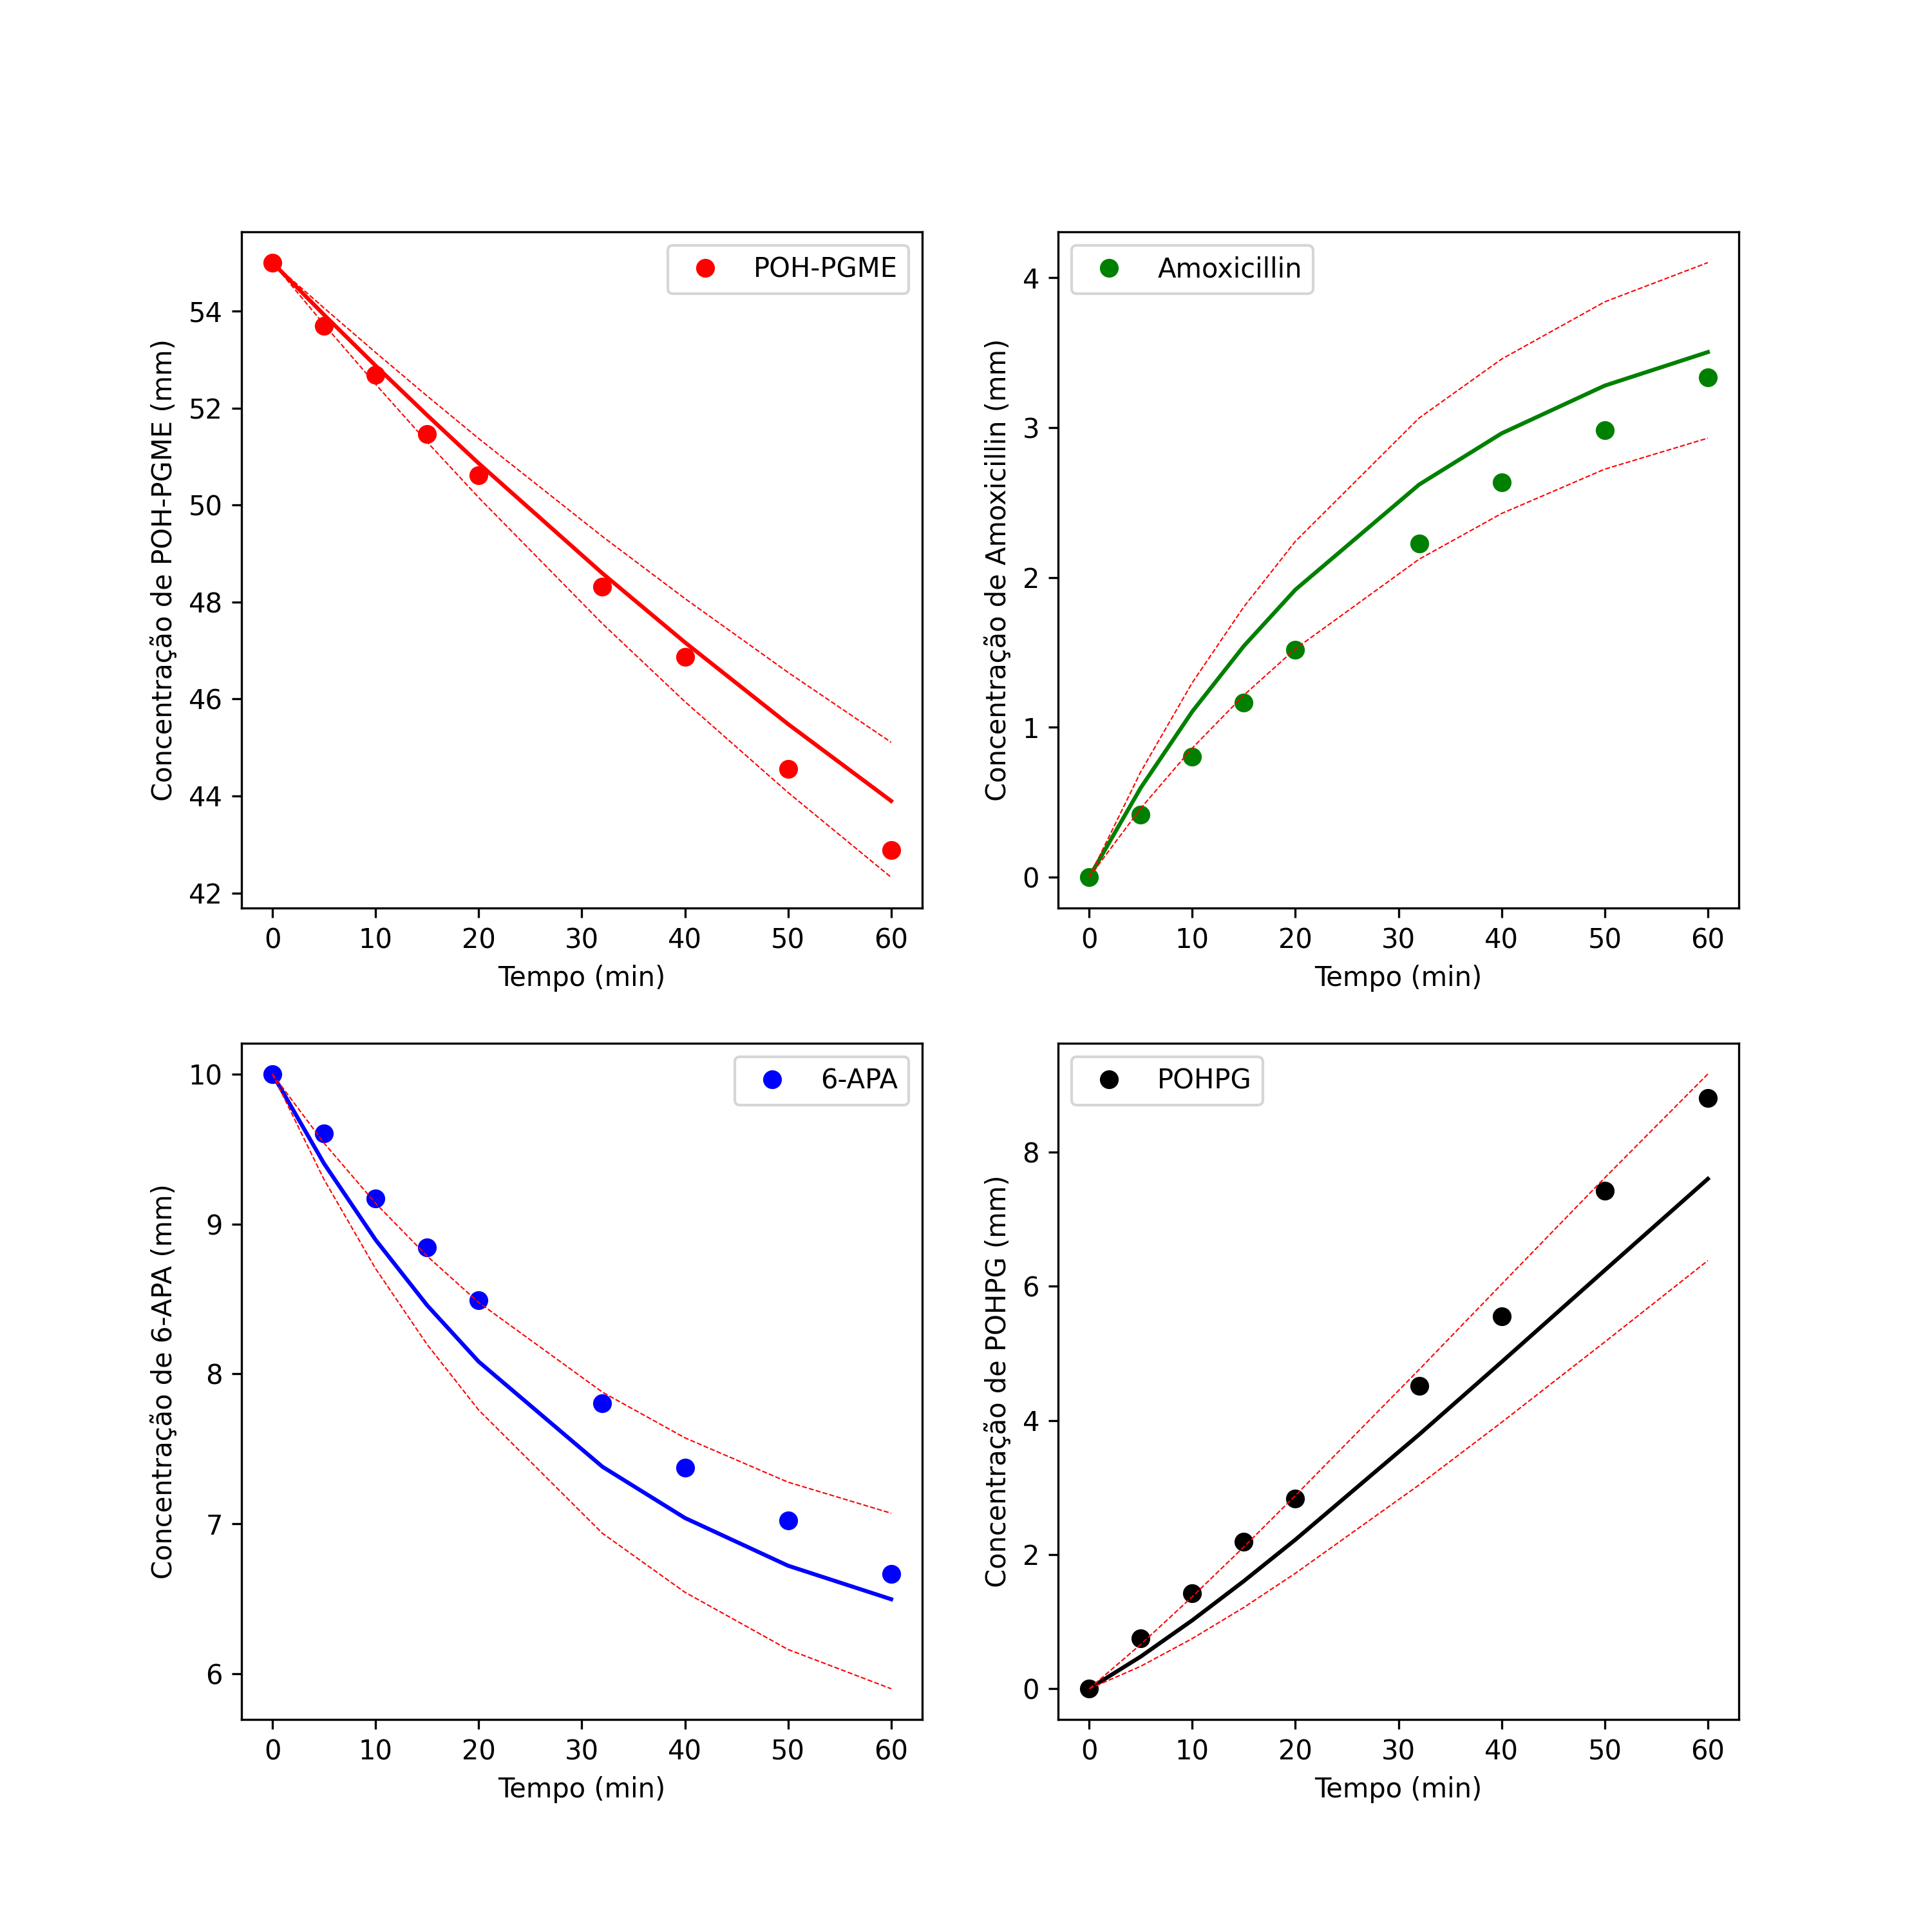 POH-PGME
Concentração de POH-PGME (mm)
54
52
50
48
46
44
42
0 10 20 30 40 50 60
Tempo (min)
Amoxicillin
Concentração de Amoxicillin (mm)
4
3
2
1
0
0 10 20 30 40 50 60
Tempo (min)
6-APA
Concentração de 6-APA (mm)
10
9
8
7
6
0 10 20 30 40 50 60
Tempo (min)
POHPG
Concentração de POHPG (mm)
8
6
4
2
0
0 10 20 30 40 50 60
Tempo (min)